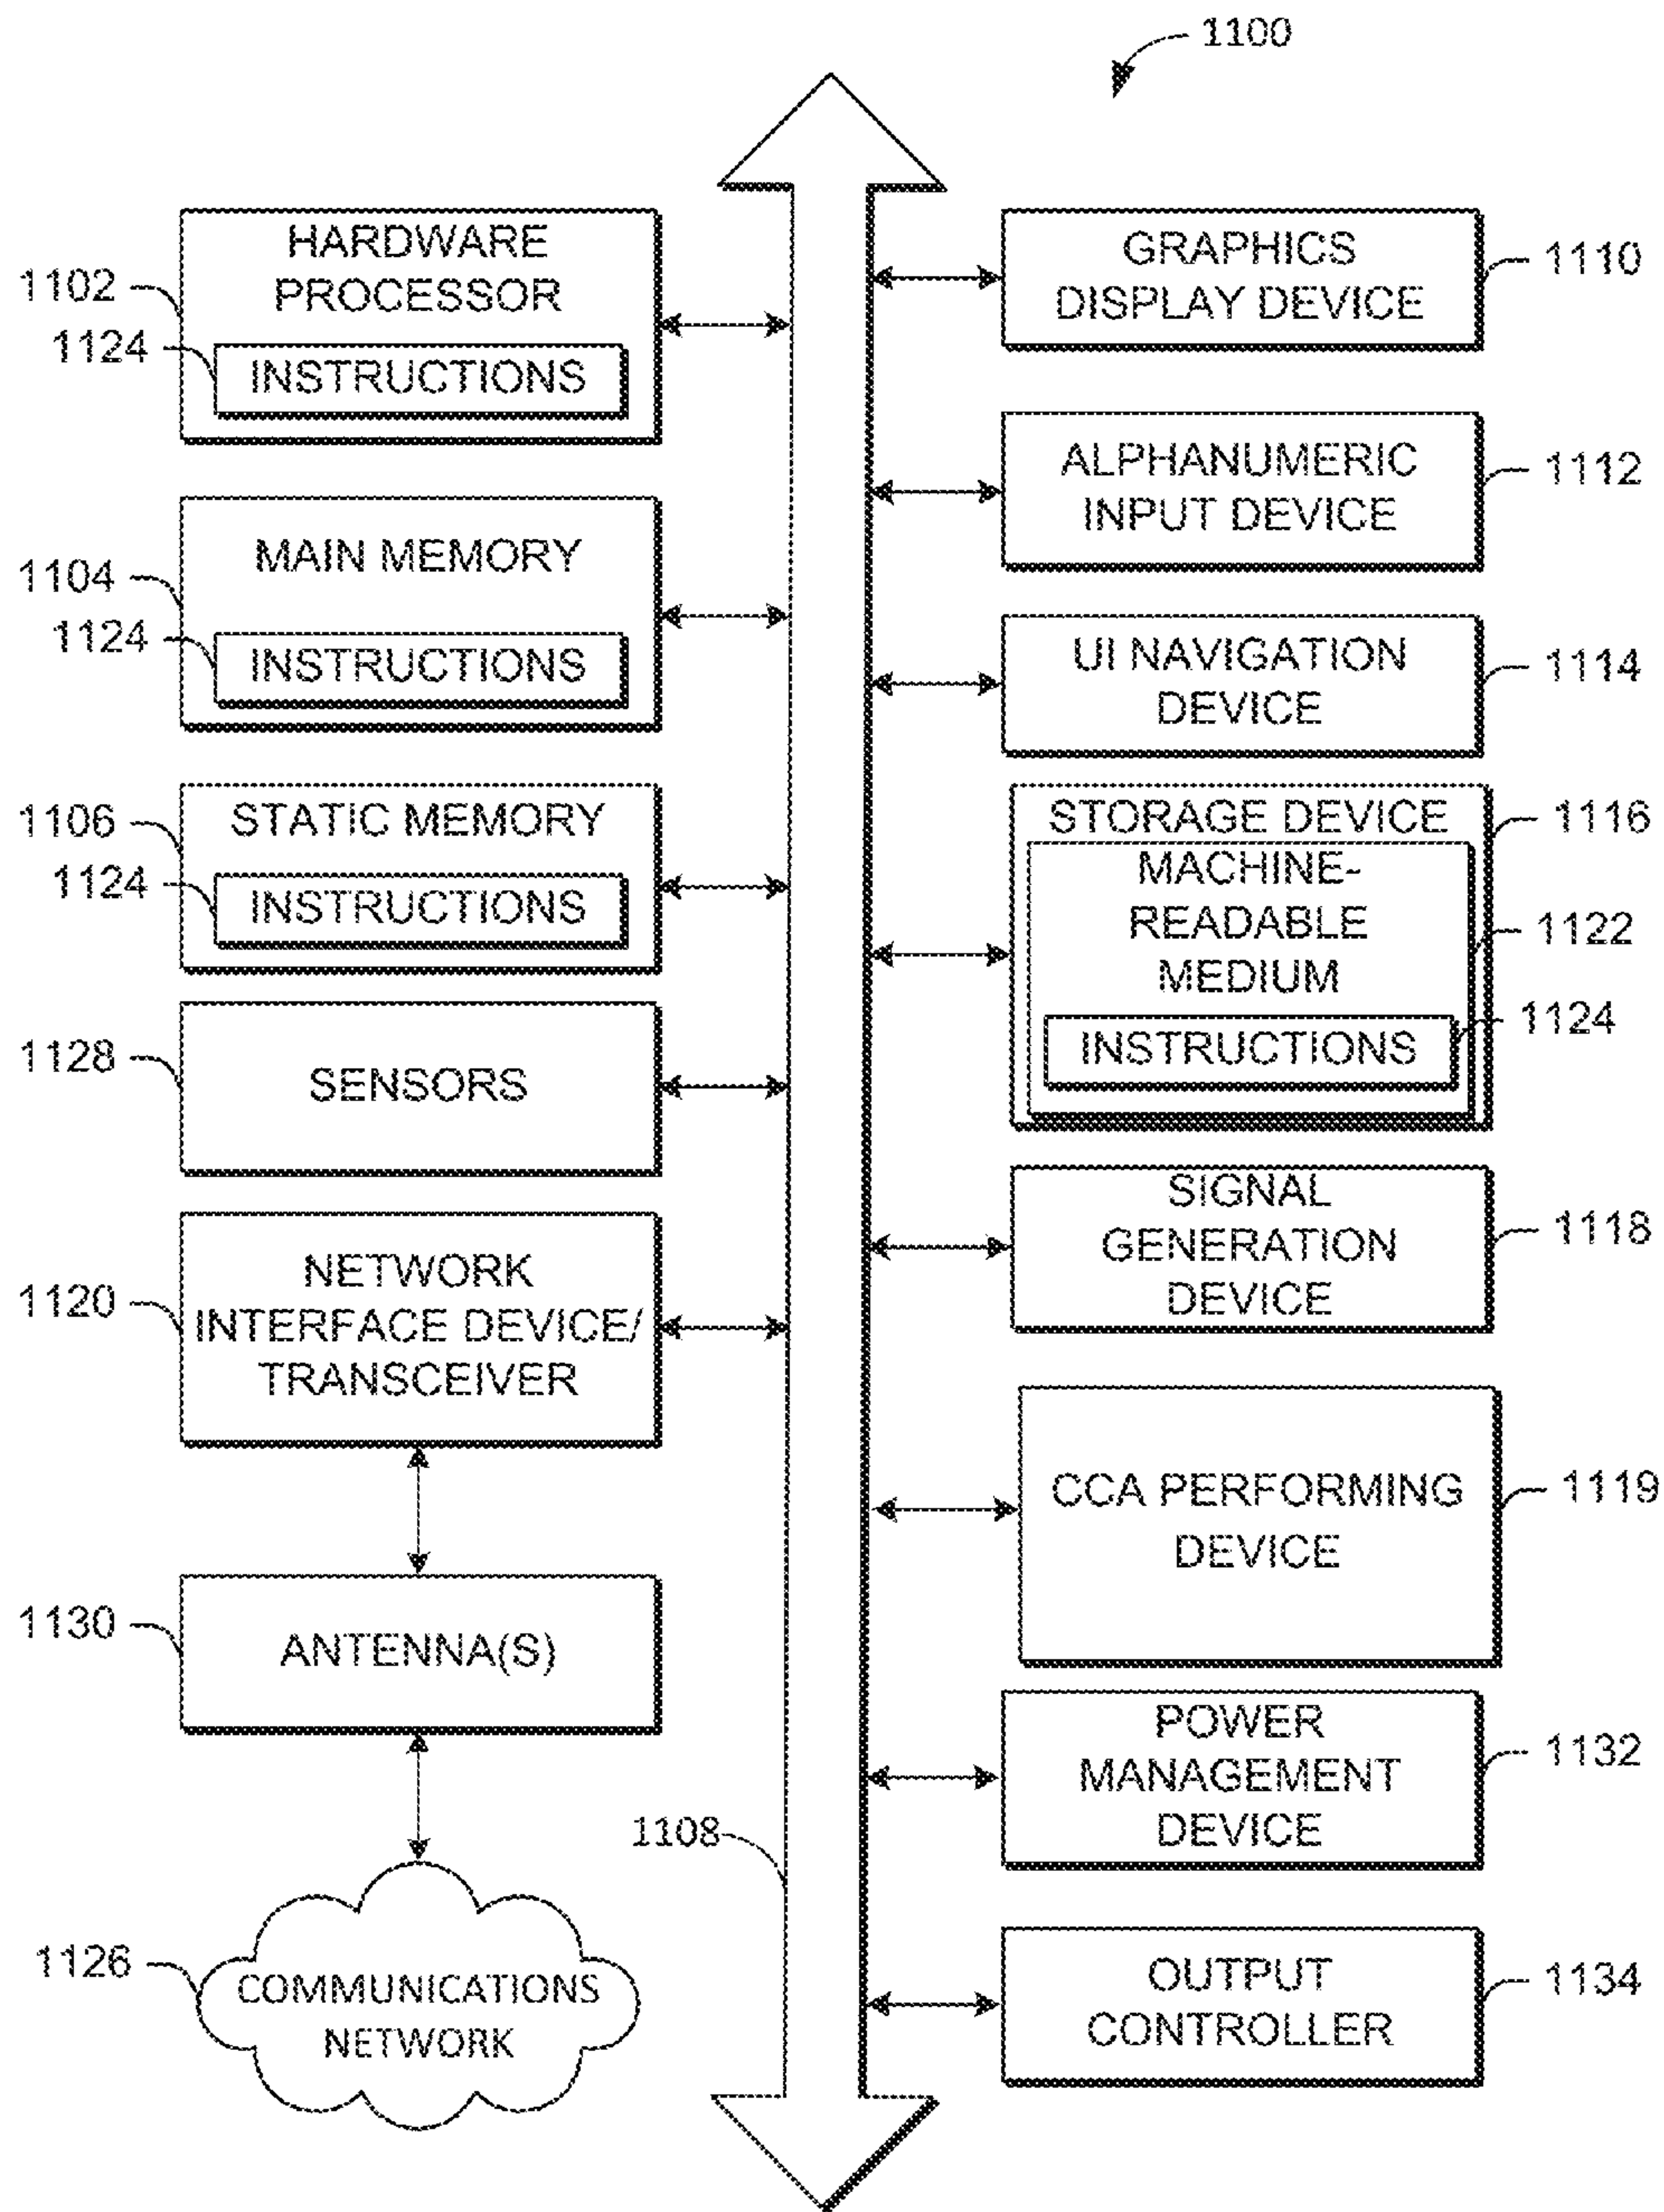 1100
HARDWARE
PROCESSOR
1102
1124
INSTRUCTIONS
MAIN MEMORY
1104
1124
INSTRUCTIONS
STATIC MEMORY
1106
1124
INSTRUCTIONS
1128
SENSORS
NETWORK
INTERFACE DEVICE/
TRANSCEIVER
1120
1130
ANTENNA(S)
1108
1126
COMMUNICATIONS
NETWORK
GRAPHICS
DISPLAY DEVICE
1110
ALPHANUMERIC
INPUT DEVICE
1112
UI NAVIGATION
DEVICE
1114
STORAGE DEVICE
1116
MACHINE-
READABLE
MEDIUM
1122
INSTRUCTIONS
1124
SIGNAL
GENERATION
DEVICE
1118
CCA PERFORMING
DEVICE
1119
POWER
MANAGEMENT
DEVICE
1132
OUTPUT
CONTROLLER
1134